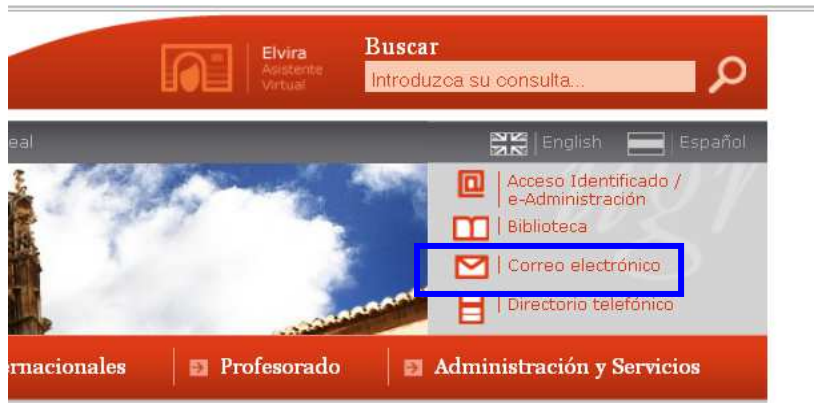 Elvira
Asistente
Virtual
Buscar
Introduzca su consulta...
eal
English
Español
Acceso Identificado /
e-Administración
Biblioteca
Correo electrónico
Directorio telefónico
ernacionales
Profesorado
Administración y Servicios